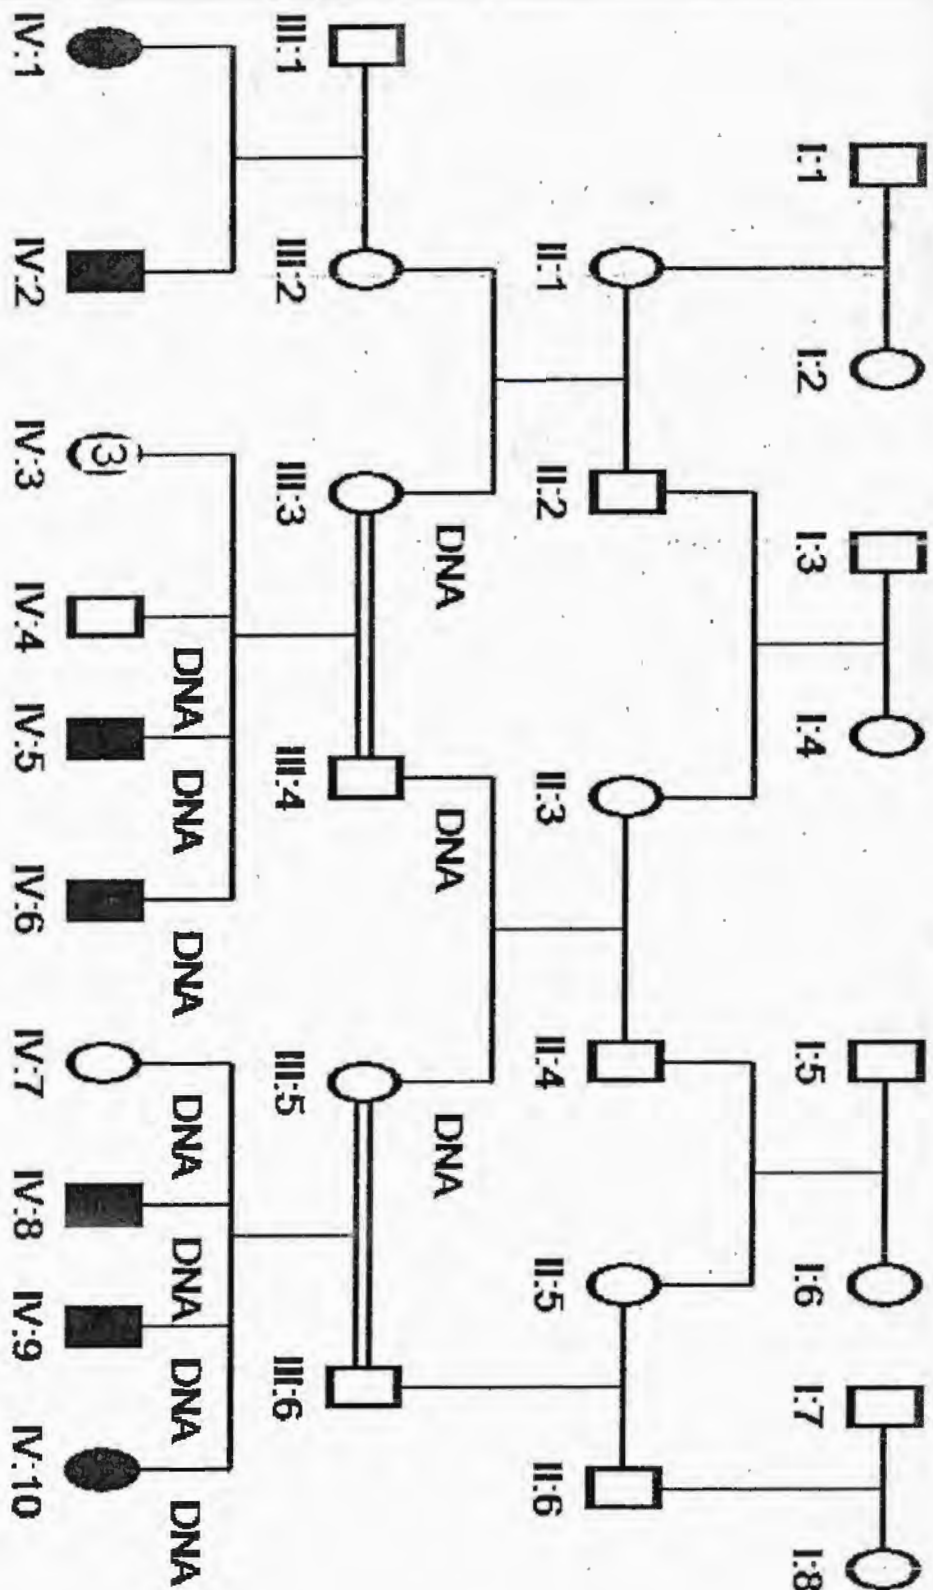 I:1 I:2 I:3 I:4 I:5 I:6 I:7 I:8
II:1 II:2 II:3 II:4 II:5 II:6
DNA DNA DNA
III:1 III:2 III:3 III:4 III:5 III:6
3
DNA DNA DNA DNA DNA DNA DNA
IV:1 IV:2 IV:3 IV:4 IV:5 IV:6 IV:7 IV:8 IV:9 IV:10